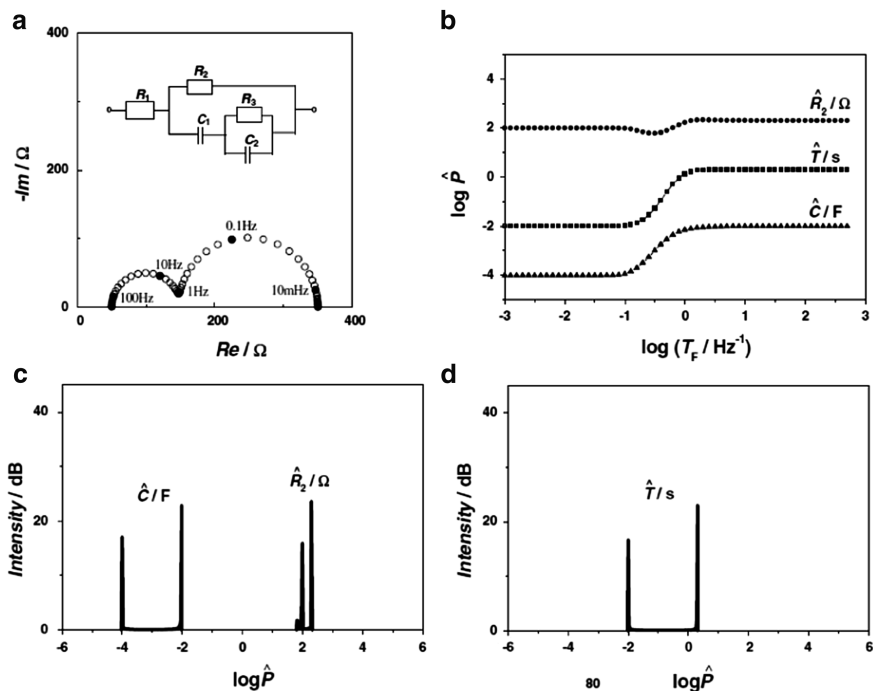 a
-Im / Ω
400
300
200
100
0
0
200
400
Re / Ω
R1
R2
R3
C1
C2
100Hz
10Hz
1Hz
0.1Hz
10mHz
b
log P̂
4
2
0
-2
-4
-3
-2
-1
0
1
2
3
log (TF / Hz⁻¹)
R̂2 / Ω
T̂ / s
Ĉ / F
c
Intensity / dB
40
20
0
-6
-4
-2
0
2
4
6
logP̂
Ĉ / F
R̂2 / Ω
d
Intensity / dB
40
20
0
-6
-4
-2
0
2
4
6
logP̂
T̂ / s
80